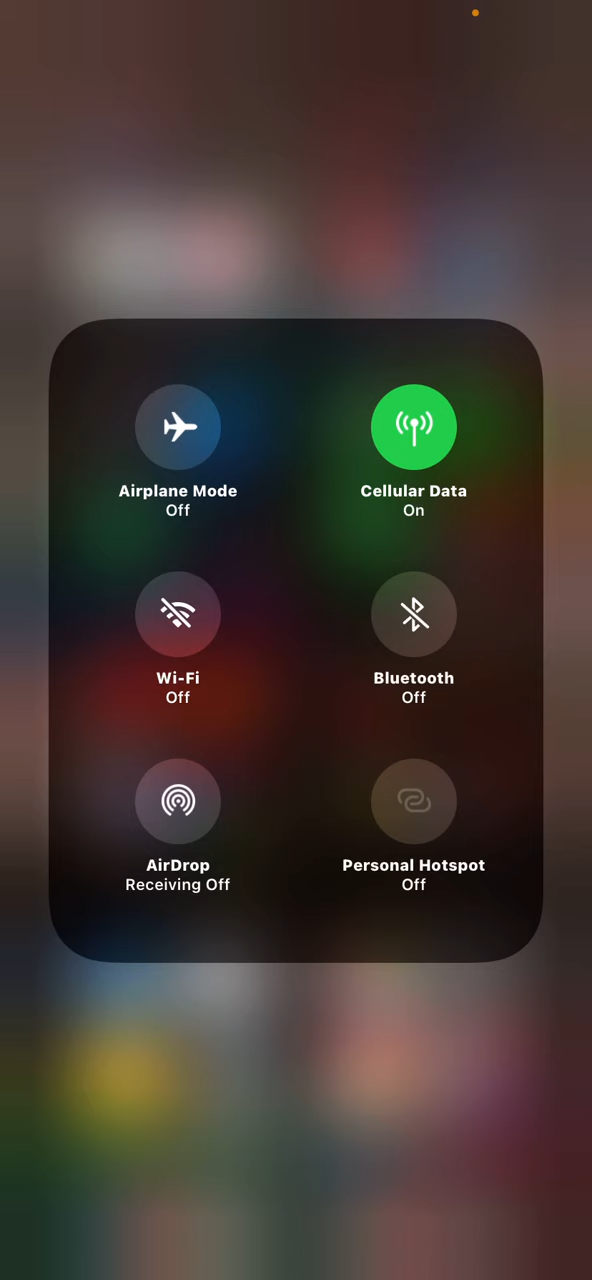 Airplane Mode
Off
Cellular Data
On
Wi-Fi
Off
Bluetooth
Off
AirDrop
Receiving Off
Personal Hotspot
Off